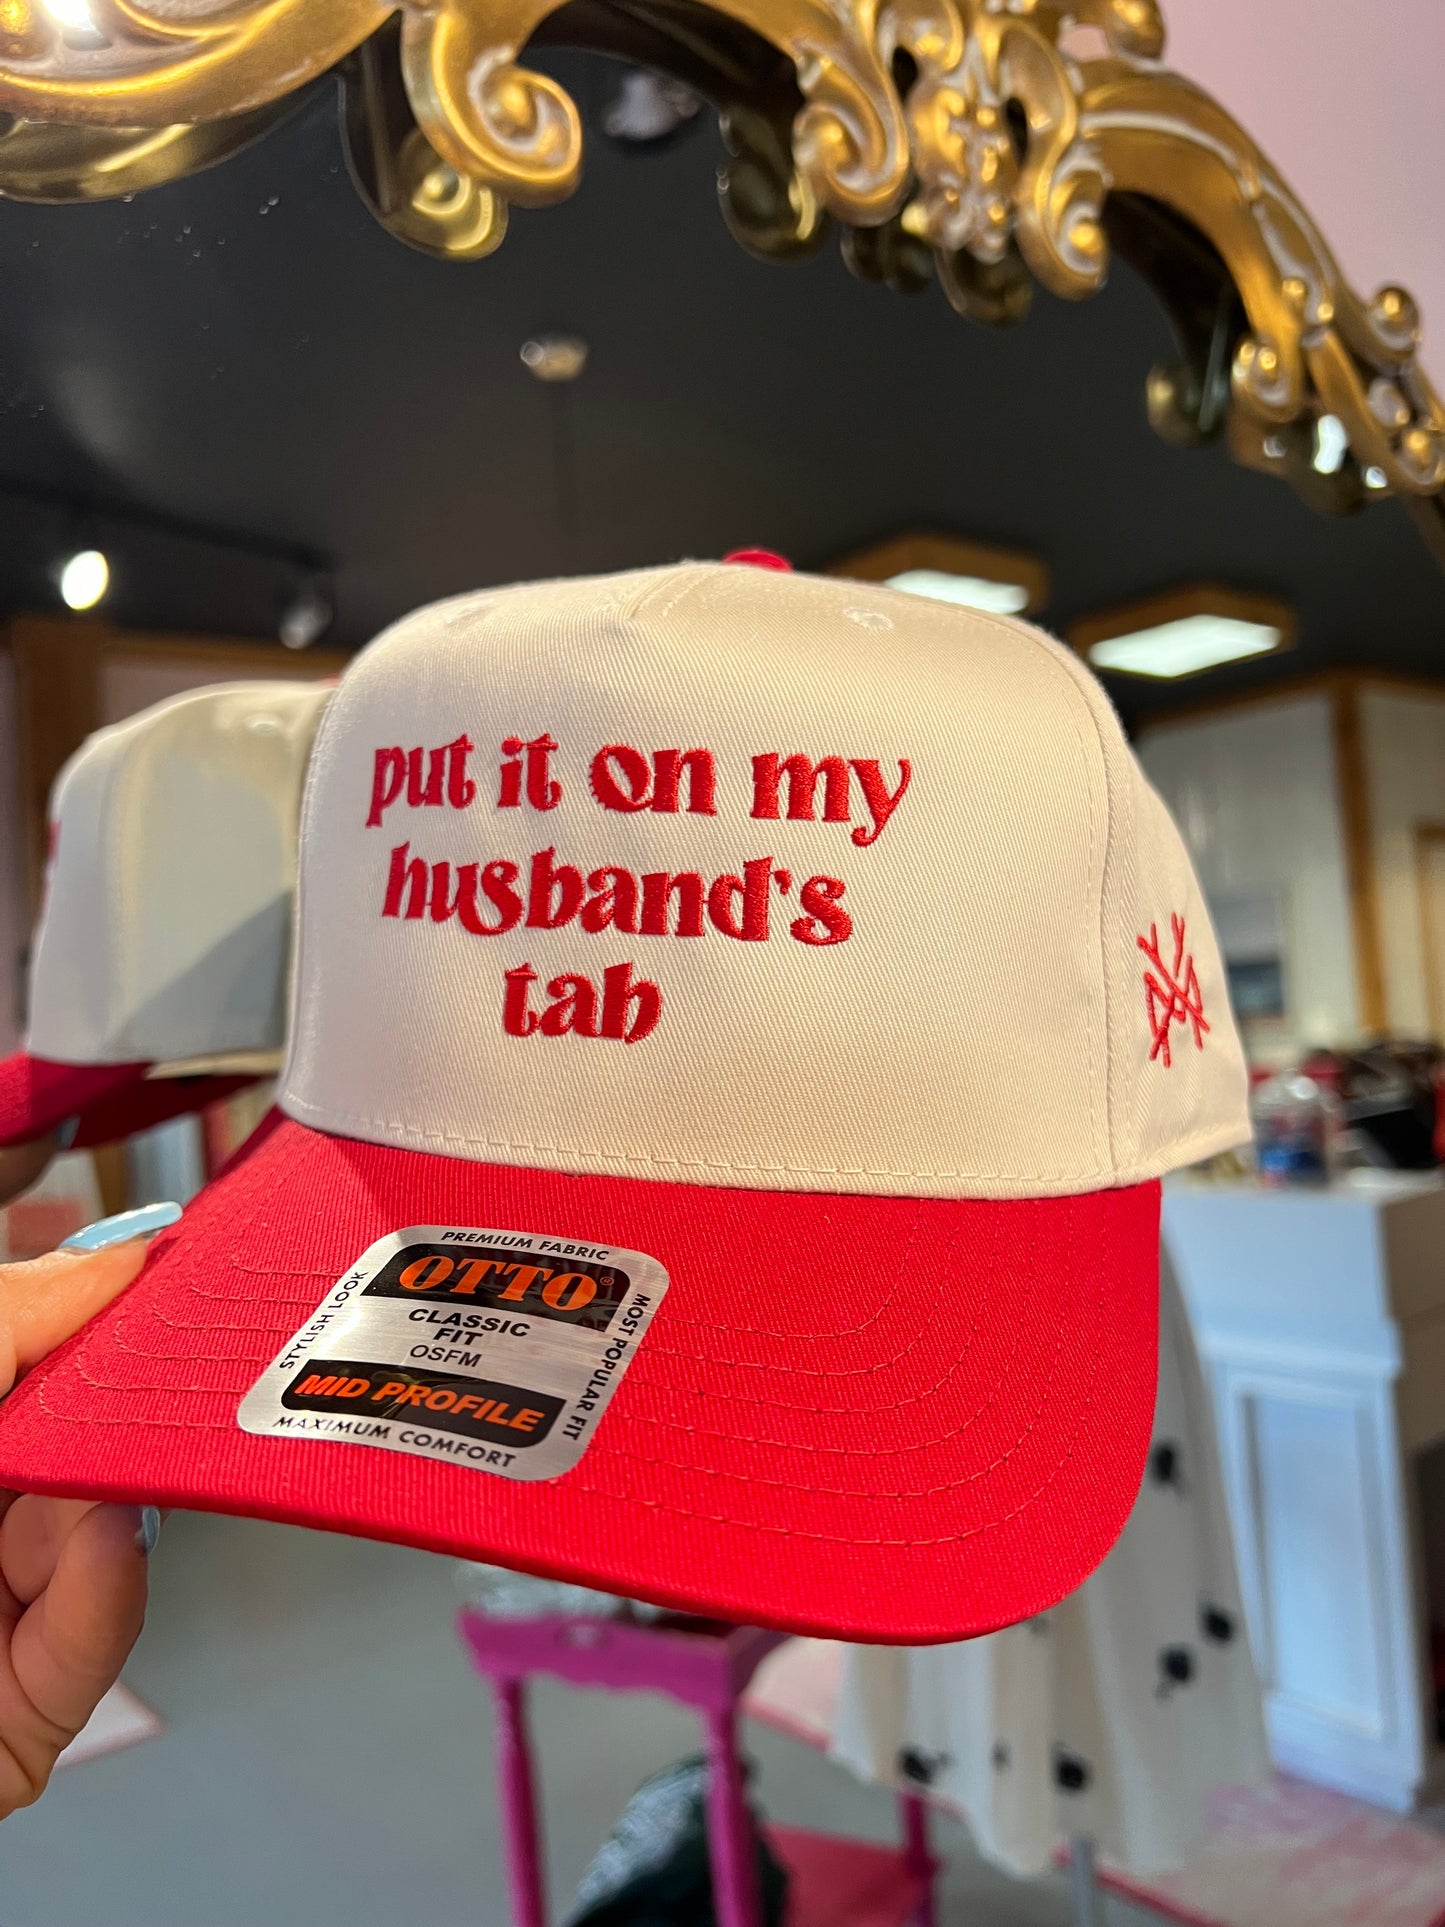 put it on my
husband's
tab
PREMIUM FABRIC
OTTO®
STYLISH LOOK
CLASSIC
FIT
OSFM
MOST POPULAR FIT
MID PROFILE
MAXIMUM COMFORT